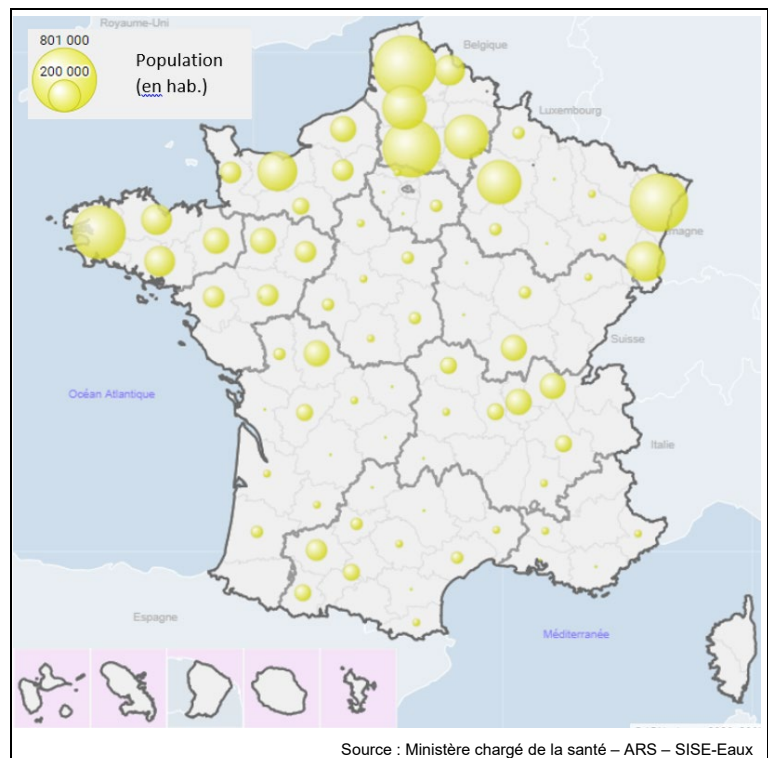 Royaume-Uni
801 000
200 000
Population
(en hab.)
Belgique
Luxembourg
magne
Suisse
Océan Atlantique
Italie
Espagne
Méditerranée
Source : Ministère chargé de la santé – ARS – SISE-Eaux